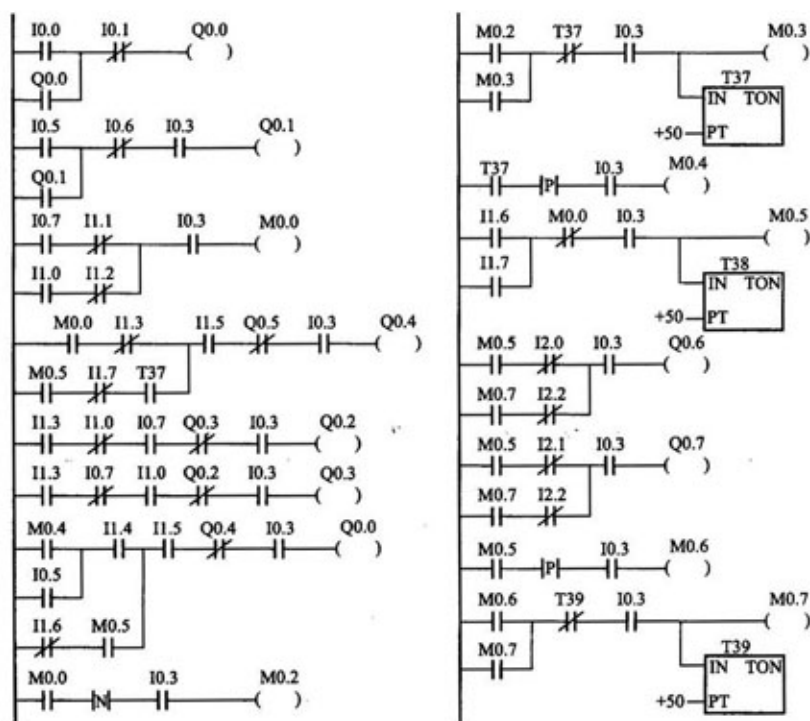 I0.0 I0.1 Q0.0
Q0.0
I0.5 I0.6 I0.3 Q0.1
Q0.1
I0.7 I1.1 I0.3 M0.0
I1.0 I1.2
M0.0 I1.3 I1.5 Q0.5 I0.3 Q0.4
M0.5 I1.7 T37
I1.3 I1.0 I0.7 Q0.3 I0.3 Q0.2
I1.3 I0.7 I1.0 Q0.2 I0.3 Q0.3
M0.4 I1.4 I1.5 Q0.4 I0.3 Q0.0
I0.5
I1.6 M0.5
M0.0 I0.3 M0.2
N
M0.2 T37 I0.3 M0.3
M0.3 T37
IN TON
+50 PT
T37 I0.3 M0.4
P
I1.6 M0.0 I0.3 M0.5
I1.7 T38
IN TON
+50 PT
M0.5 I2.0 I0.3 Q0.6
M0.7 I2.2
M0.5 I2.1 I0.3 Q0.7
M0.7 I2.2
M0.5 I0.3 M0.6
P
M0.6 T39 I0.3 M0.7
M0.7 T39
IN TON
+50 PT